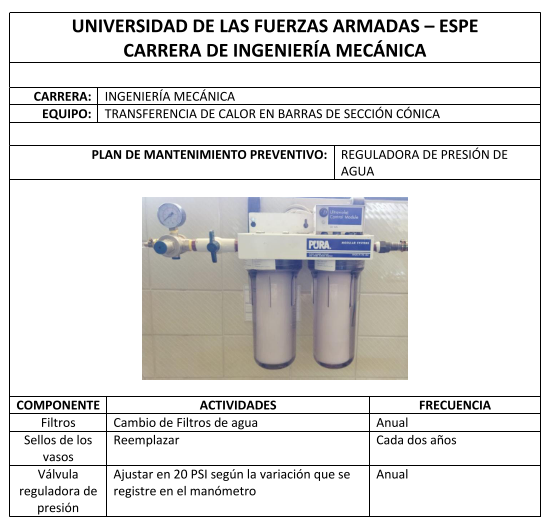 UNIVERSIDAD DE LAS FUERZAS ARMADAS – ESPE
CARRERA DE INGENIERÍA MECÁNICA
CARRERA: INGENIERÍA MECÁNICA
EQUIPO: TRANSFERENCIA DE CALOR EN BARRAS DE SECCIÓN CÓNICA
PLAN DE MANTENIMIENTO PREVENTIVO: REGULADORA DE PRESIÓN DE
AGUA
PURA
COMPONENTE ACTIVIDADES FRECUENCIA
Filtros Cambio de Filtros de agua Anual
Sellos de los Reemplazar Cada dos años
vasos
Válvula Ajustar en 20 PSI según la variación que se Anual
reguladora de registre en el manómetro
presión